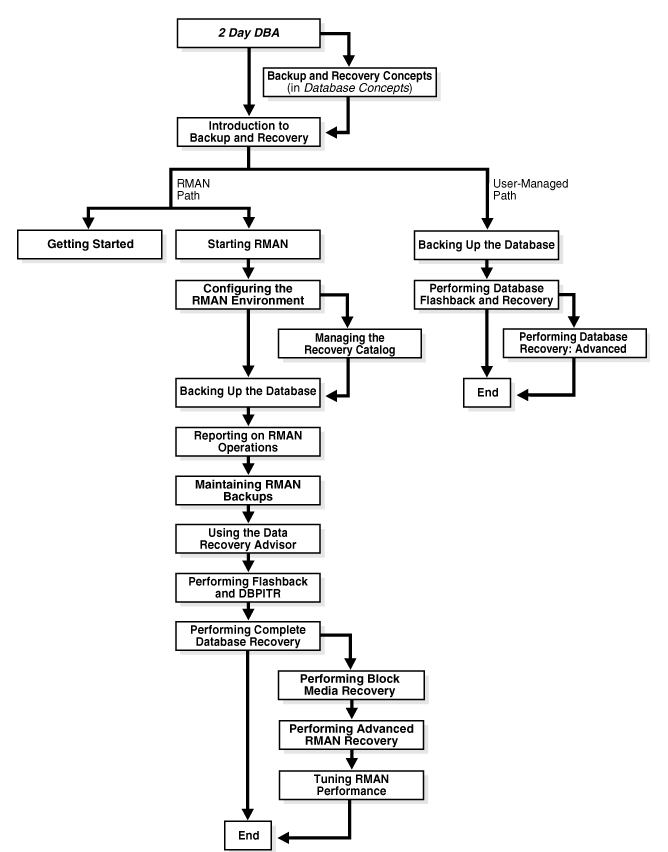 2 Day DBA
Backup and Recovery Concepts
(in Database Concepts)
Introduction to
Backup and Recovery
RMAN
Path
User-Managed
Path
Getting Started
Starting RMAN
Backing Up the Database
Configuring the
RMAN Environment
Performing Database
Flashback and Recovery
Managing the
Recovery Catalog
Performing Database
Recovery: Advanced
Backing Up the Database
End
Reporting on RMAN
Operations
Maintaining RMAN
Backups
Using the Data
Recovery Advisor
Performing Flashback
and DBPITR
Performing Complete
Database Recovery
Performing Block
Media Recovery
Performing Advanced
RMAN Recovery
Tuning RMAN
Performance
End